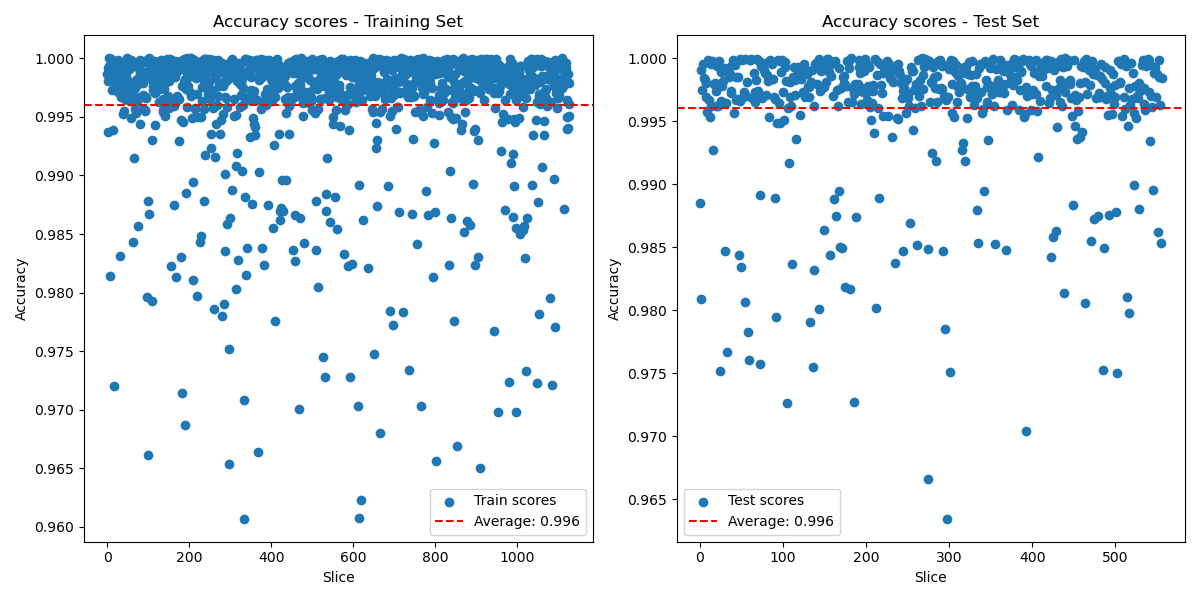 Accuracy scores - Training Set
Accuracy
1.000
0.995
0.990
0.985
0.980
0.975
0.970
0.965
0.960
0
200
400
600
800
1000
Slice
Train scores
Average: 0.996
Accuracy scores - Test Set
Accuracy
1.000
0.995
0.990
0.985
0.980
0.975
0.970
0.965
0
100
200
300
400
500
Slice
Test scores
Average: 0.996